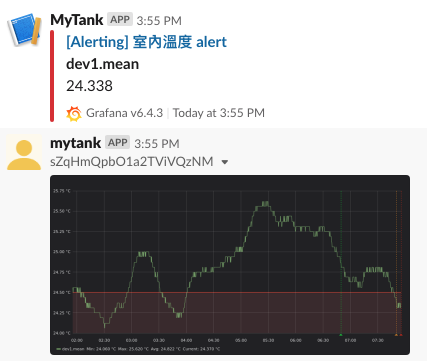 MyTank APP 3:55 PM
[Alerting] 室內溫度 alert
dev1.mean
24.338
Grafana v6.4.3 | Today at 3:55 PM
mytank APP 3:55 PM
sZqHmQpbO1a2TViVQzNM
25.75 °C
25.50 °C
25.25 °C
25.00 °C
24.75 °C
24.50 °C
24.25 °C
24.00 °C
02:00 02:30 03:00 03:30 04:00 04:30 05:00 05:30 06:00 06:30 07:00 07:30
dev1.mean Min: 24.060 °C Max: 25.620 °C Avg: 24.822 °C Current: 24.370 °C